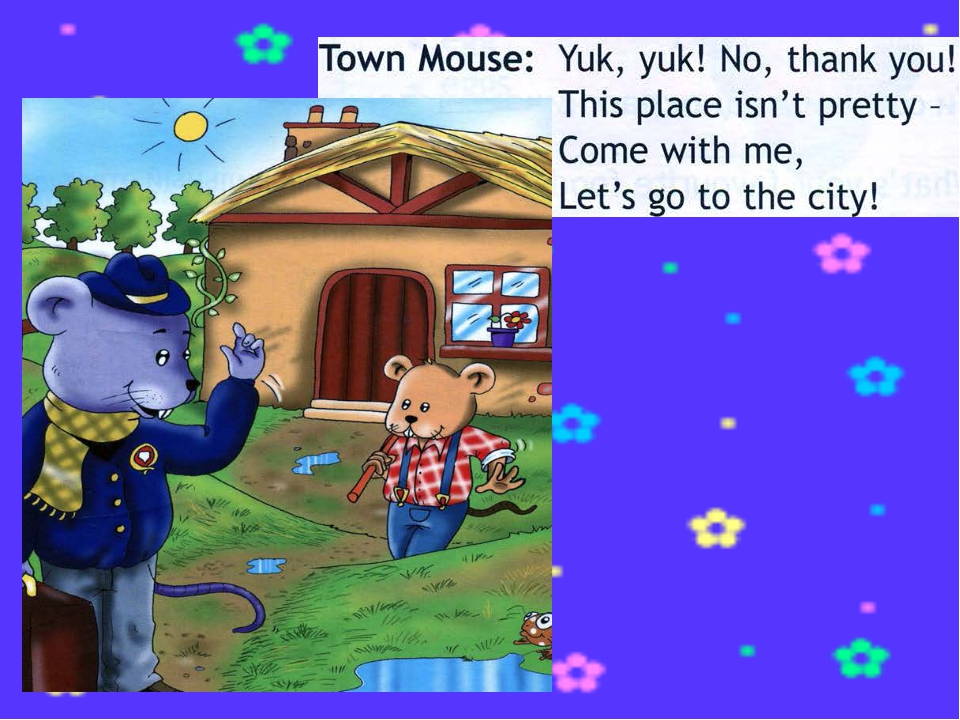 Town Mouse: Yuk, yuk! No, thank you!
This place isn't pretty –
Come with me,
Let's go to the city!